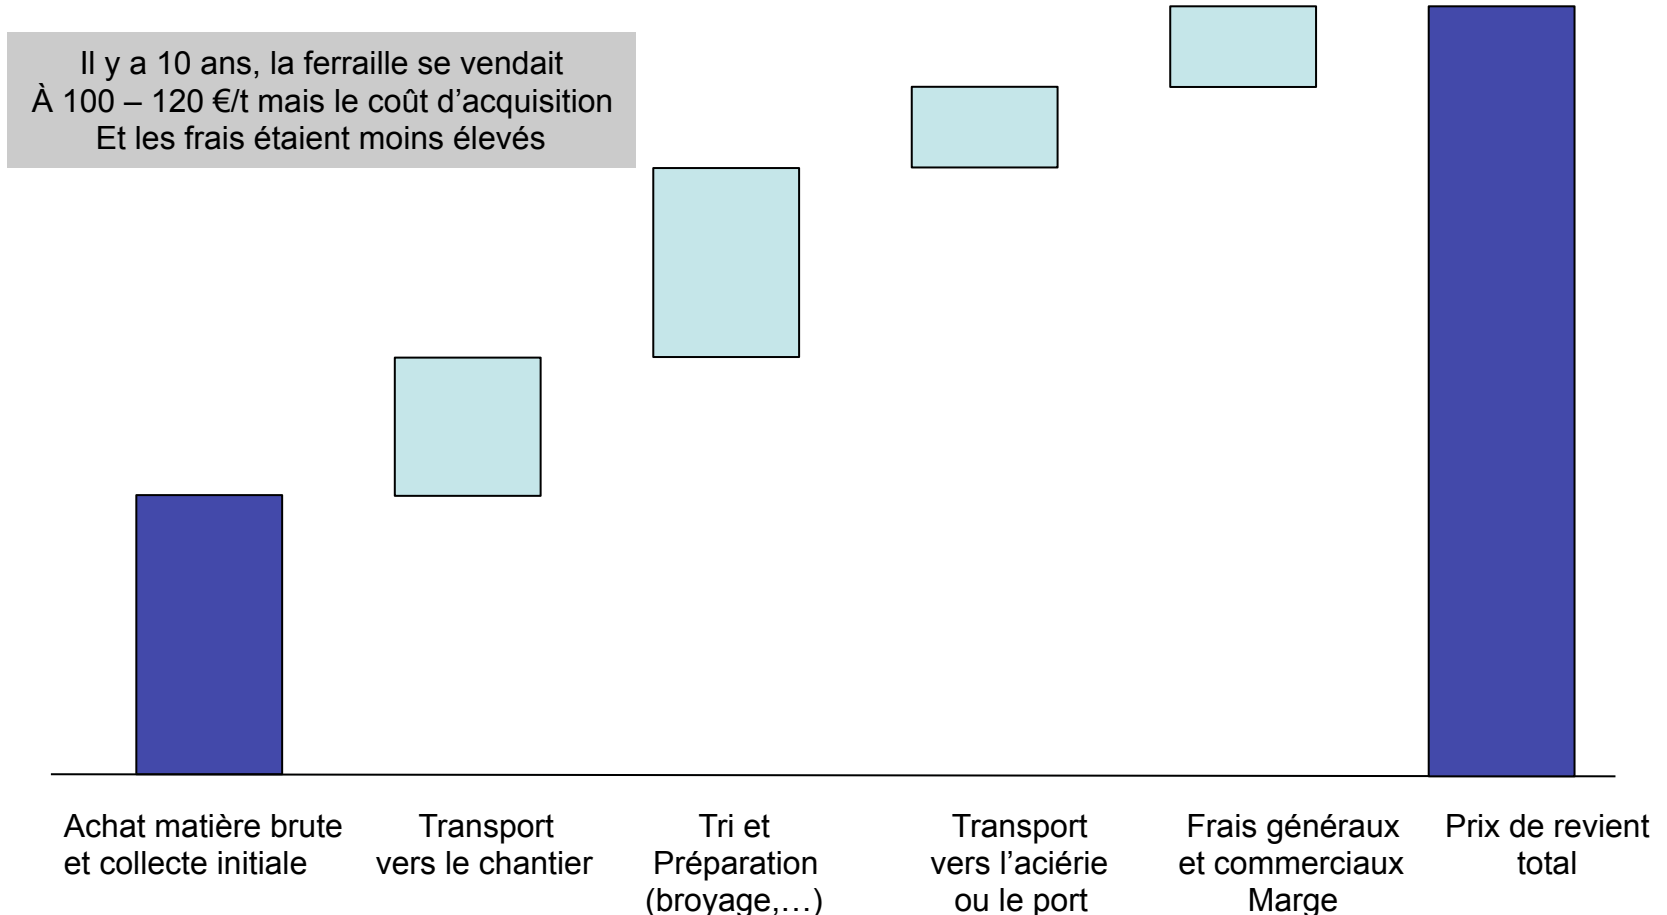 Il y a 10 ans, la ferraille se vendait
À 100 – 120 €/t mais le coût d’acquisition
Et les frais étaient moins élevés
Achat matière brute
et collecte initiale
Transport
vers le chantier
Tri et
Préparation
(broyage,…)
Transport
vers l’aciérie
ou le port
Frais généraux
et commerciaux
Marge
Prix de revient
total